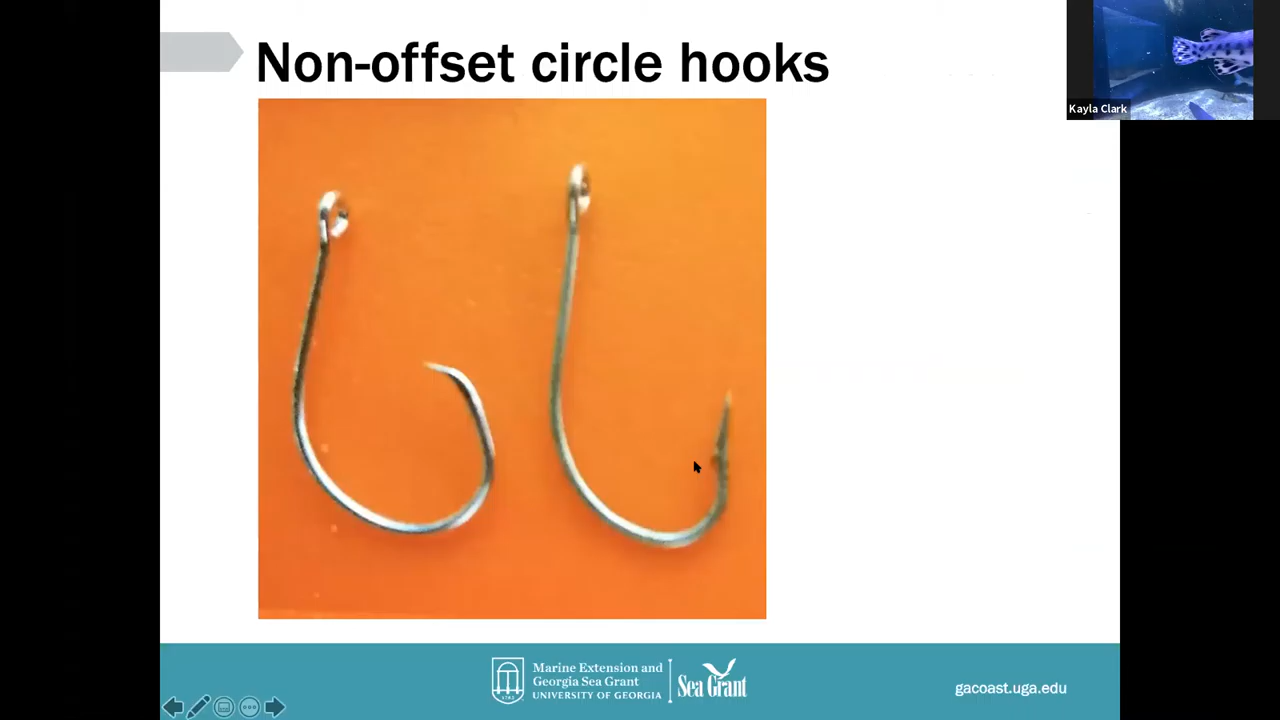 Non-offset circle hooks
Kayla Clark
Marine Extension and
Georgia Sea Grant
UNIVERSITY OF GEORGIA
Sea Grant
gacoast.uga.edu